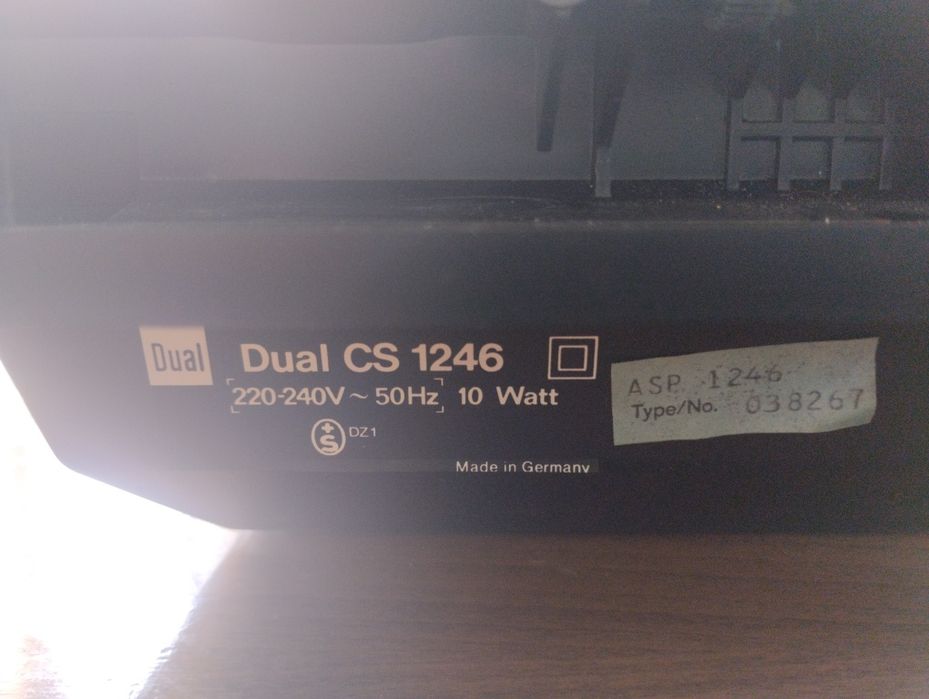 Dual
Dual CS 1246
220-240V ~ 50Hz 10 Watt
S DZ1
Made in Germany
ASP 1246
Type/No. 038267